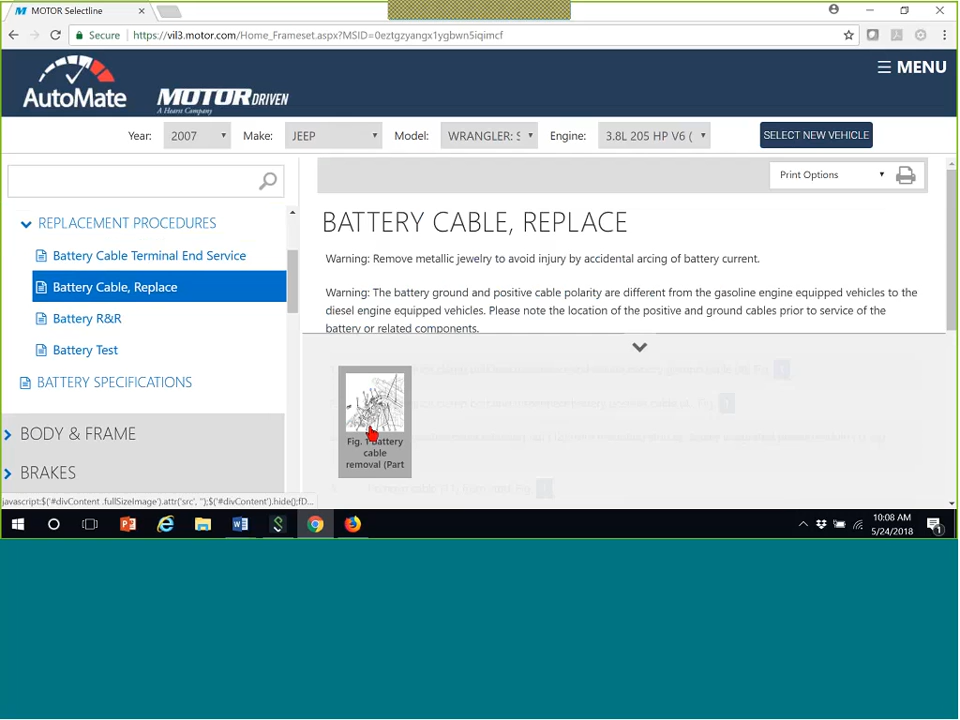 MOTOR Selectline
Secure https://vil3.motor.com/Home_Frameset.aspx?MSID=0eztgzyangx1ygbwn5iqimcf
AutoMate
MOTOR DRIVEN
A Hearst Company
MENU
Year: 2007 Make: JEEP Model: WRANGLER: S Engine: 3.8L 205 HP V6 ( SELECT NEW VEHICLE
Print Options
REPLACEMENT PROCEDURES
Battery Cable Terminal End Service
Battery Cable, Replace
Battery R&R
Battery Test
BATTERY SPECIFICATIONS
BODY & FRAME
BRAKES
javascript:$('#divContent .fullSizeImage').attr('src', '');$('#divContent').hide();fD...
BATTERY CABLE, REPLACE
Warning: Remove metallic jewelry to avoid injury by accidental arcing of battery current.
Warning: The battery ground and positive cable polarity are different from the gasoline engine equipped vehicles to the
diesel engine equipped vehicles. Please note the location of the positive and ground cables prior to service of the
battery or related components.
Fig. 1 Battery
cable
removal (Part
10:08 AM
5/24/2018
1